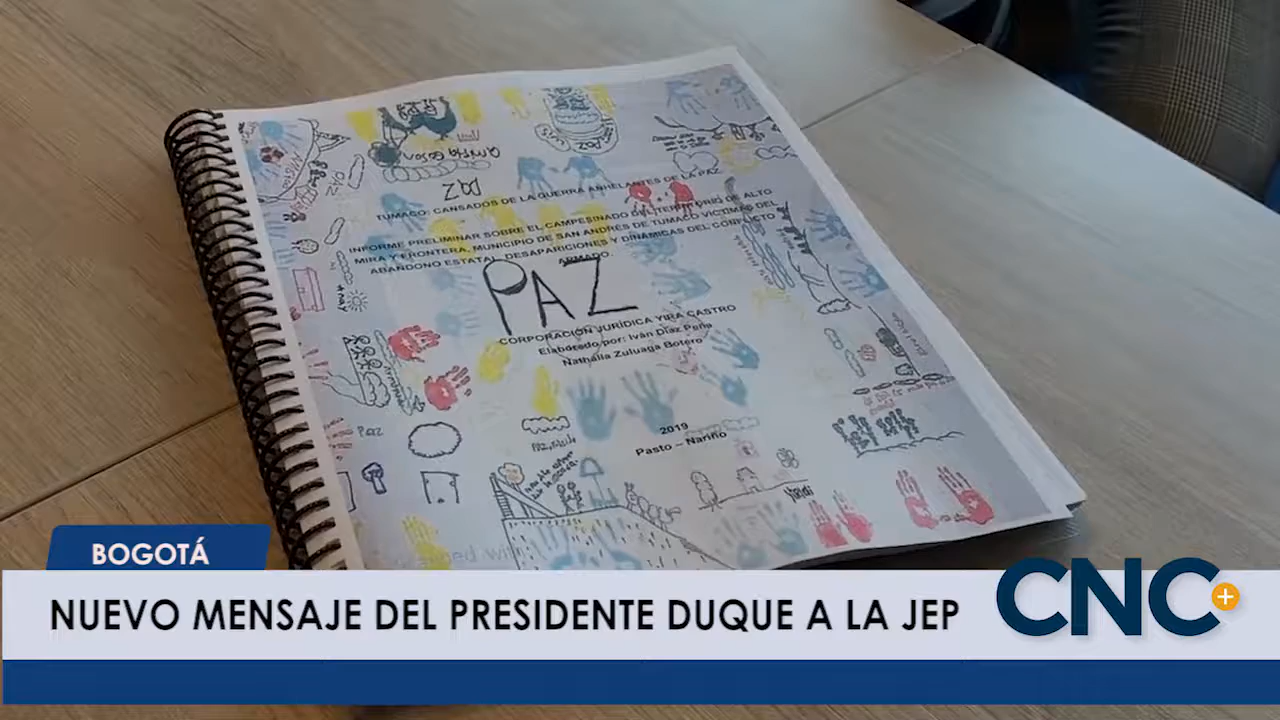 PAZ
TUMACO: CANSADOS DE LA GUERRA ANHELANTES DE LA PAZ
INFORME PRELIMINAR SOBRE EL CAMPESINADO DEL TERRITORIO DE ALTO
MIRA Y FRONTERA, MUNICIPIO DE SAN ANDRES DE TUMACO VICTIMAS DEL
ABANDONO ESTATAL, DESAPARICIONES Y DINAMICAS DEL CONFLICTO
ARMADO.
PAZ
CORPORACIÓN JURÍDICA YIRA CASTRO
Elaborado por: Iván Díaz Peña
Nathalia Zuluaga Botero
2019
Pasto – Nariño
BOGOTÁ
NUEVO MENSAJE DEL PRESIDENTE DUQUE A LA JEP
CNC+